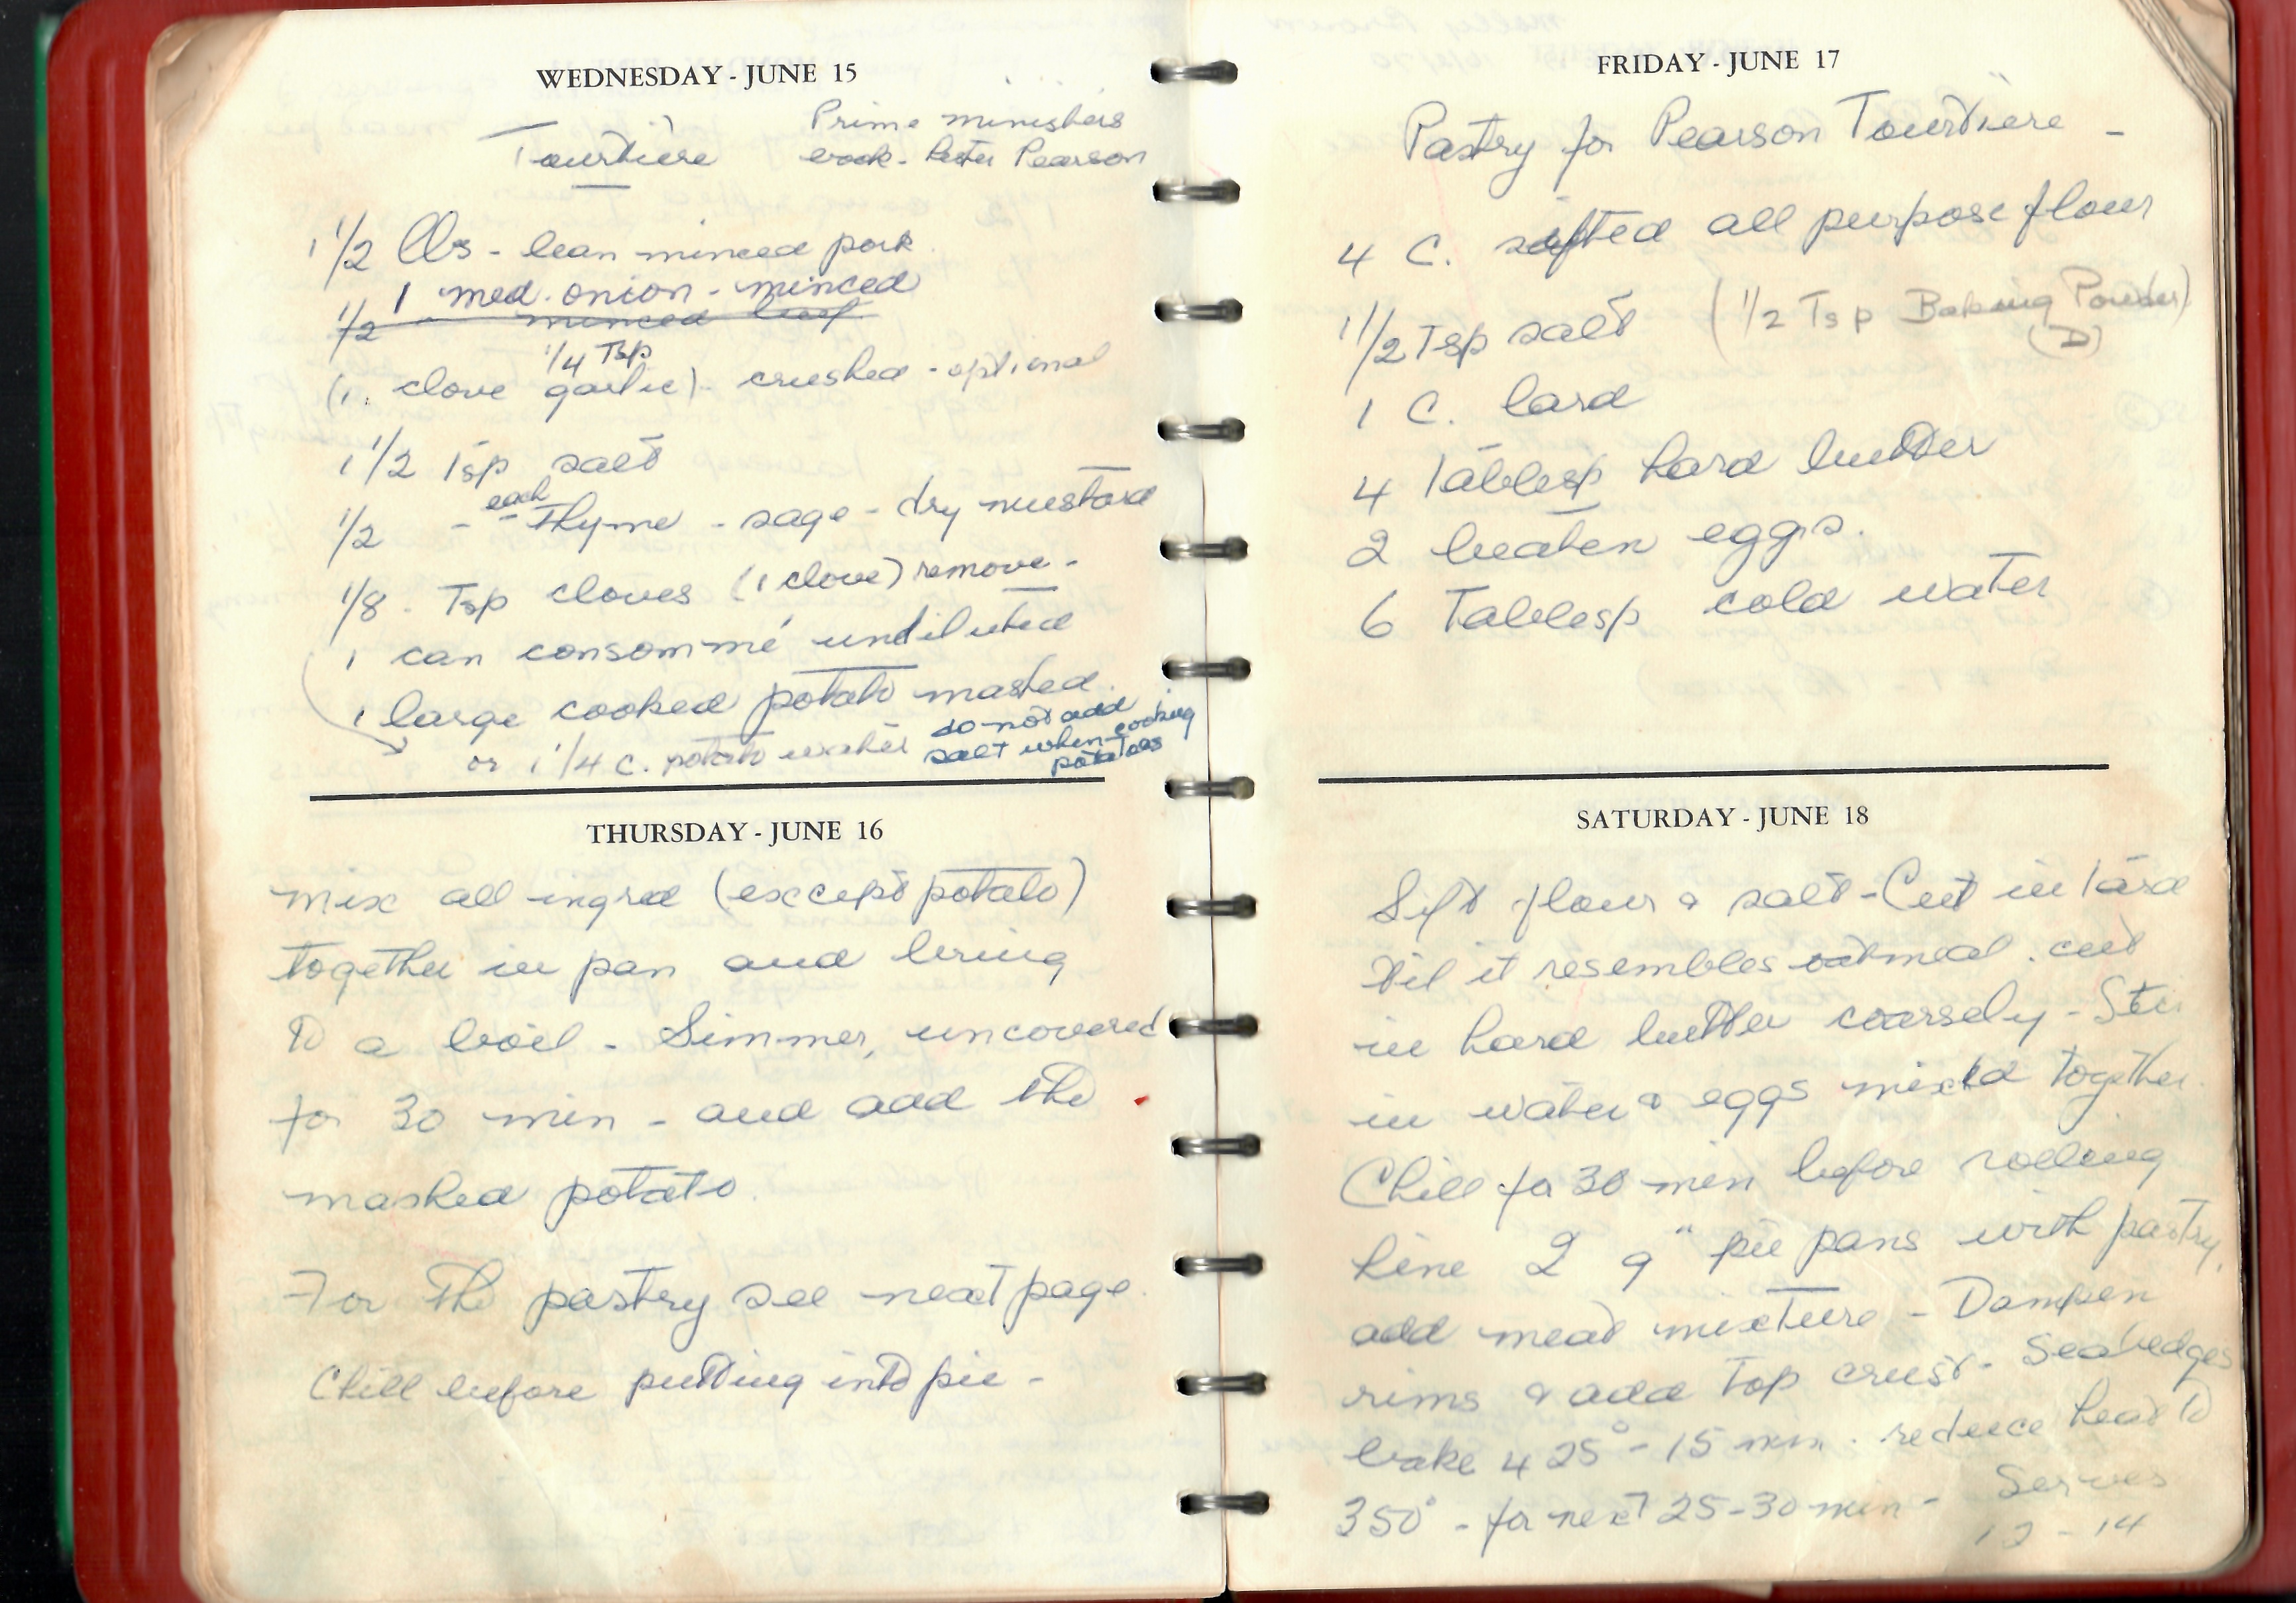 WEDNESDAY - JUNE 15
Tourtière
Prime ministers
book - Lester Pearson
1 1/2 lbs - lean minced pork
1 med. onion - minced
1/2 minced beef
1/4 Tsp
(1. clove garlic) - crushed - optional
1 1/2 Tsp salt
each
1/2 - - Thyme - sage - dry mustard
1/8 . Tsp cloves (1 clove) remove -
1 can consommé undiluted
1 large cooked potato mashed.
or 1 1/4 c. potato water
do not add
salt when cooking
potatoes
THURSDAY - JUNE 16
mix all ingred (except potato)
together in pan and bring
to a boil - Simmer, uncovered
for 30 min - and add the
mashed potato.
For the pastry see next page.
Chill before putting into pie -
FRIDAY - JUNE 17
Pastry for Pearson Tourtière -
4 C. sifted all purpose flour
1 1/2 Tsp salt (1/2 Tsp Baking Powder)
(D)
1 C. lard
4 Tablesp hard butter
2 beaten eggs.
6 Tablesp cold water
SATURDAY - JUNE 18
Sift flour & salt - Cut in lard
til it resembles oatmeal . cut
in hard butter coarsely - Stir
in water & eggs mixed together.
Chill for 30 min before rolling
Line 2 9" pie pans with pastry,
add meat mixture - Dampen
rims & add top crust - Seal edges
bake 425° - 15 min . reduce heat to
350° - for next 25-30 min -
Serves
12 - 14